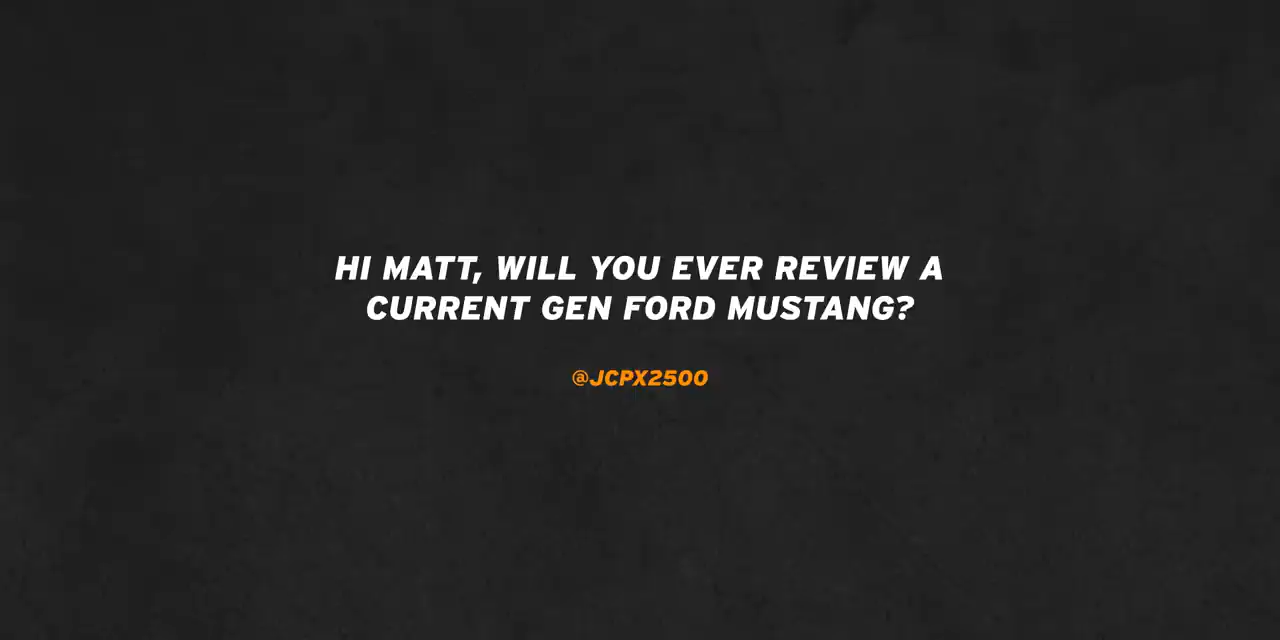 HI MATT, WILL YOU EVER REVIEW A
CURRENT GEN FORD MUSTANG?
@JCPX2500